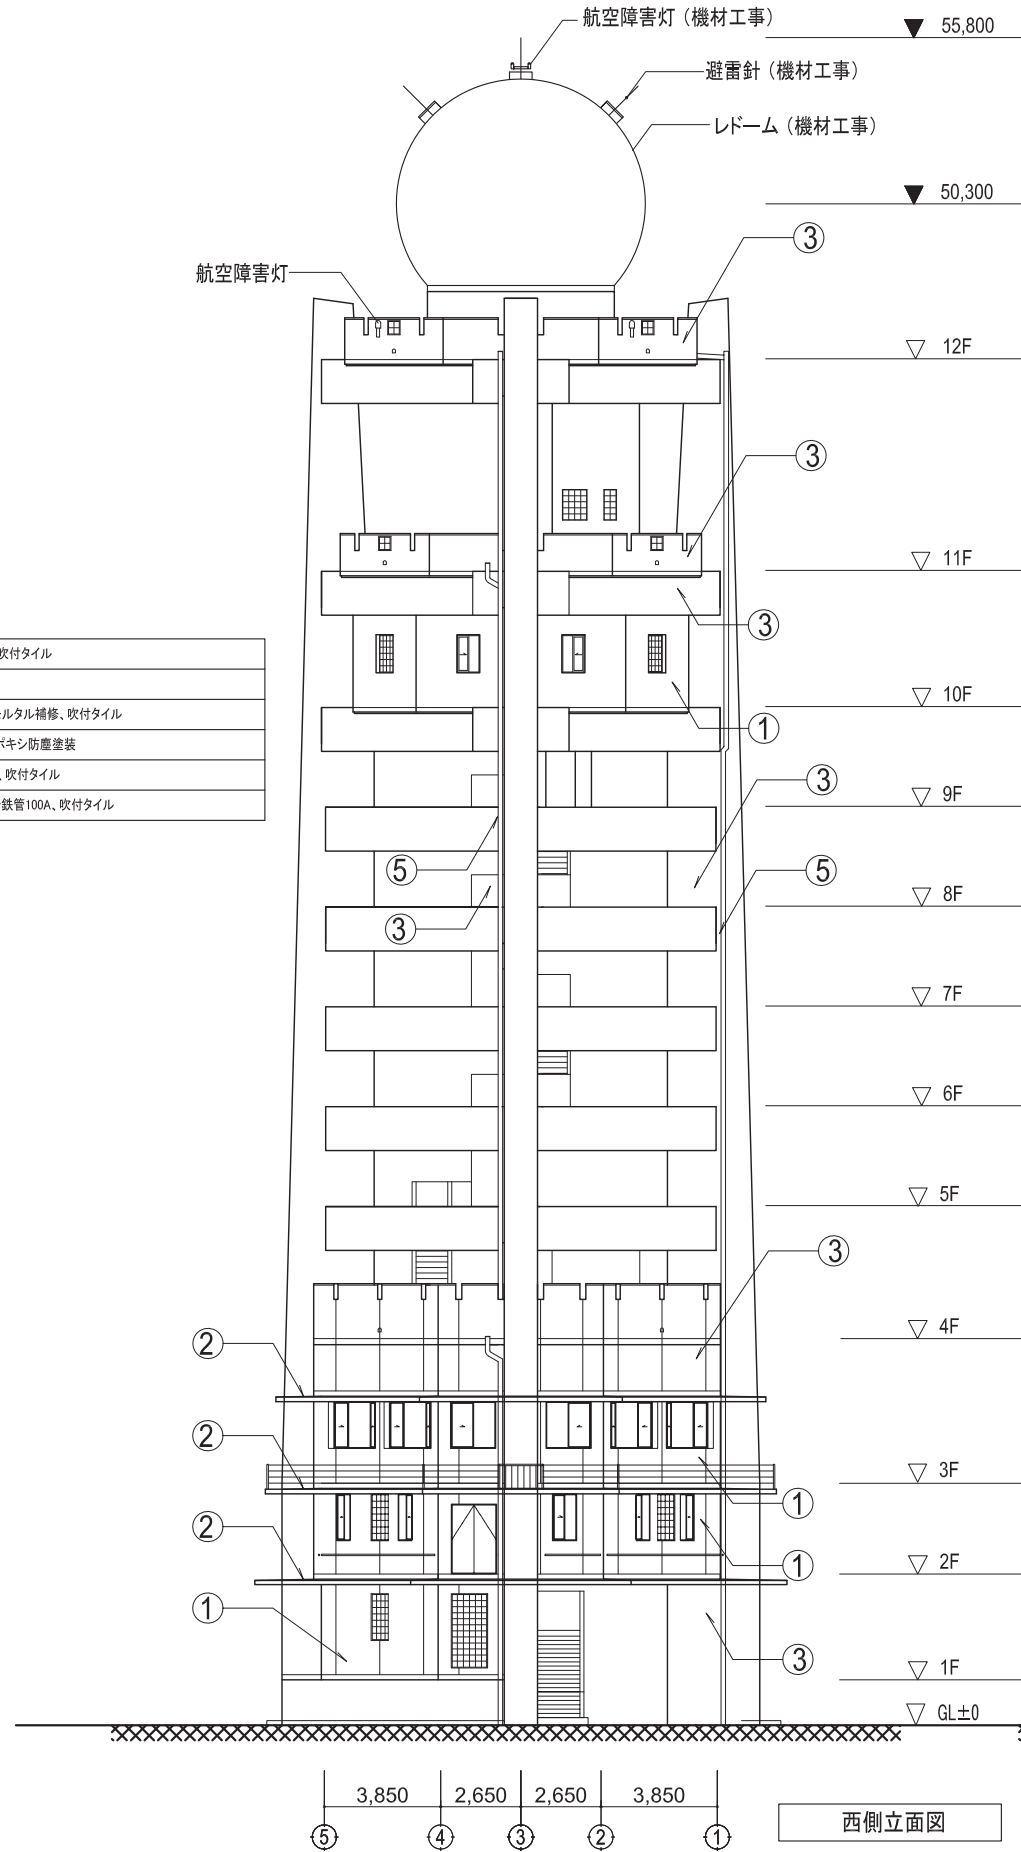 航空障害灯（機材工事）
55,800
避雷針（機材工事）
レドーム（機材工事）
50,300
③
航空障害灯
12F
③
11F
③
吹付タイル
ルタル補修、吹付タイル
ポキシ防塵塗装
、吹付タイル
鉄管100A、吹付タイル
10F
①
③
9F
⑤
⑤
8F
③
7F
6F
5F
③
4F
②
②
3F
①
②
①
2F
①
③
1F
GL±0
3,850
2,650
2,650
3,850
⑤
④
③
②
①
西側立面図